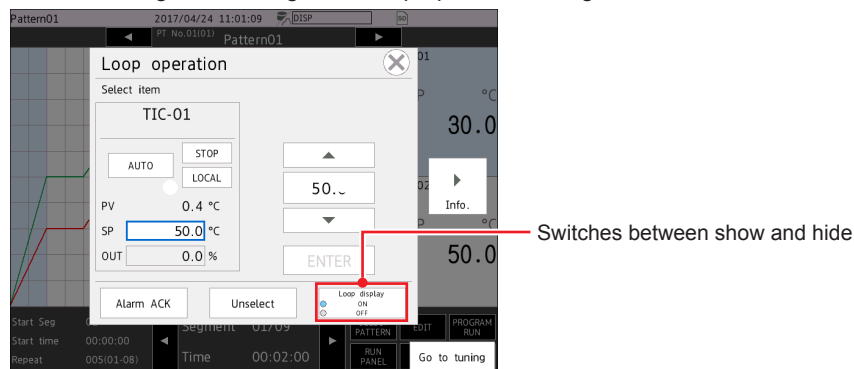 Pattern01 2017/04/24 11:01:09 DISP SD
PT No.01(01) Pattern01
Loop operation
Select item
TIC-01
AUTO
STOP
LOCAL
PV 0.4 °C
SP 50.0 °C
OUT 0.0 %
50.
ENTER
Alarm ACK
Unselect
Loop display
ON
OFF
01
P °C
30.0
02
Info.
P °C
50.0
Switches between show and hide
Start Seg
Segment 01/09
PATTERN
EDIT
PROGRAM
RUN
Start time 00:00:00
Repeat 005(01-08)
Time 00:02:00
RUN
PANEL
Go to tuning